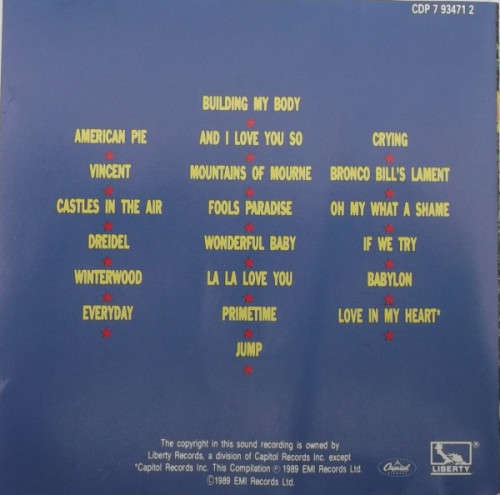 CDP 7 93471 2
BUILDING MY BODY
AMERICAN PIE
AND I LOVE YOU SO
CRYING
VINCENT
MOUNTAINS OF MOURNE
BRONCO BILL'S LAMENT
CASTLES IN THE AIR
FOOLS PARADISE
OH MY WHAT A SHAME
DREIDEL
WONDERFUL BABY
IF WE TRY
WINTERWOOD
LA LA LOVE YOU
BABYLON
EVERYDAY
PRIMETIME
LOVE IN MY HEART*
JUMP
The copyright in this sound recording is owned by
Liberty Records, a division of Capitol Records Inc. except
*Capitol Records Inc. This Compilation ℗ 1989 EMI Records Ltd.
©1989 EMI Records Ltd.
Capitol
LIBERTY